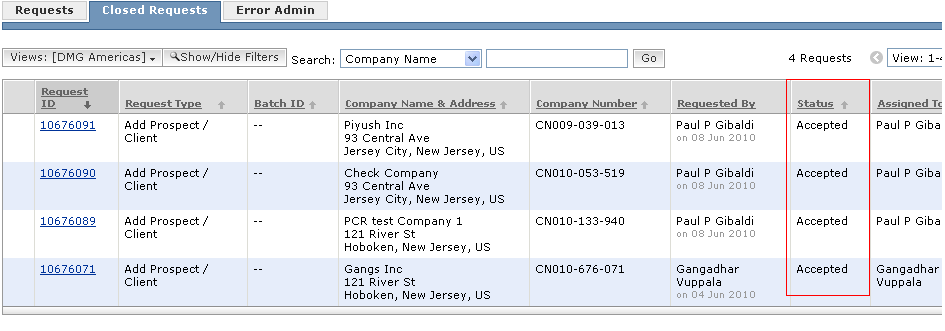 Requests Closed Requests Error Admin
Views: [DMG Americas] Show/Hide Filters Search: Company Name Go 4 Requests View: 1-4
Request ID Request Type Batch ID Company Name & Address Company Number Requested By Status Assigned To
10676091 Add Prospect / -- Piyush Inc CN009-039-013 Paul P Gibaldi Accepted Paul P Giba
Client 93 Central Ave on 08 Jun 2010
Jersey City, New Jersey, US
10676090 Add Prospect / -- Check Company CN010-053-519 Paul P Gibaldi Accepted Paul P Giba
Client 93 Central Ave on 08 Jun 2010
Jersey City, New Jersey, US
10676089 Add Prospect / -- PCR test Company 1 CN010-133-940 Paul P Gibaldi Accepted Paul P Giba
Client 121 River St on 08 Jun 2010
Hoboken, New Jersey, US
10676071 Add Prospect / -- Gangs Inc CN010-676-071 Gangadhar Accepted Gangadhar
Client 121 River St Vuppala Vuppala
Hoboken, New Jersey, US on 04 Jun 2010